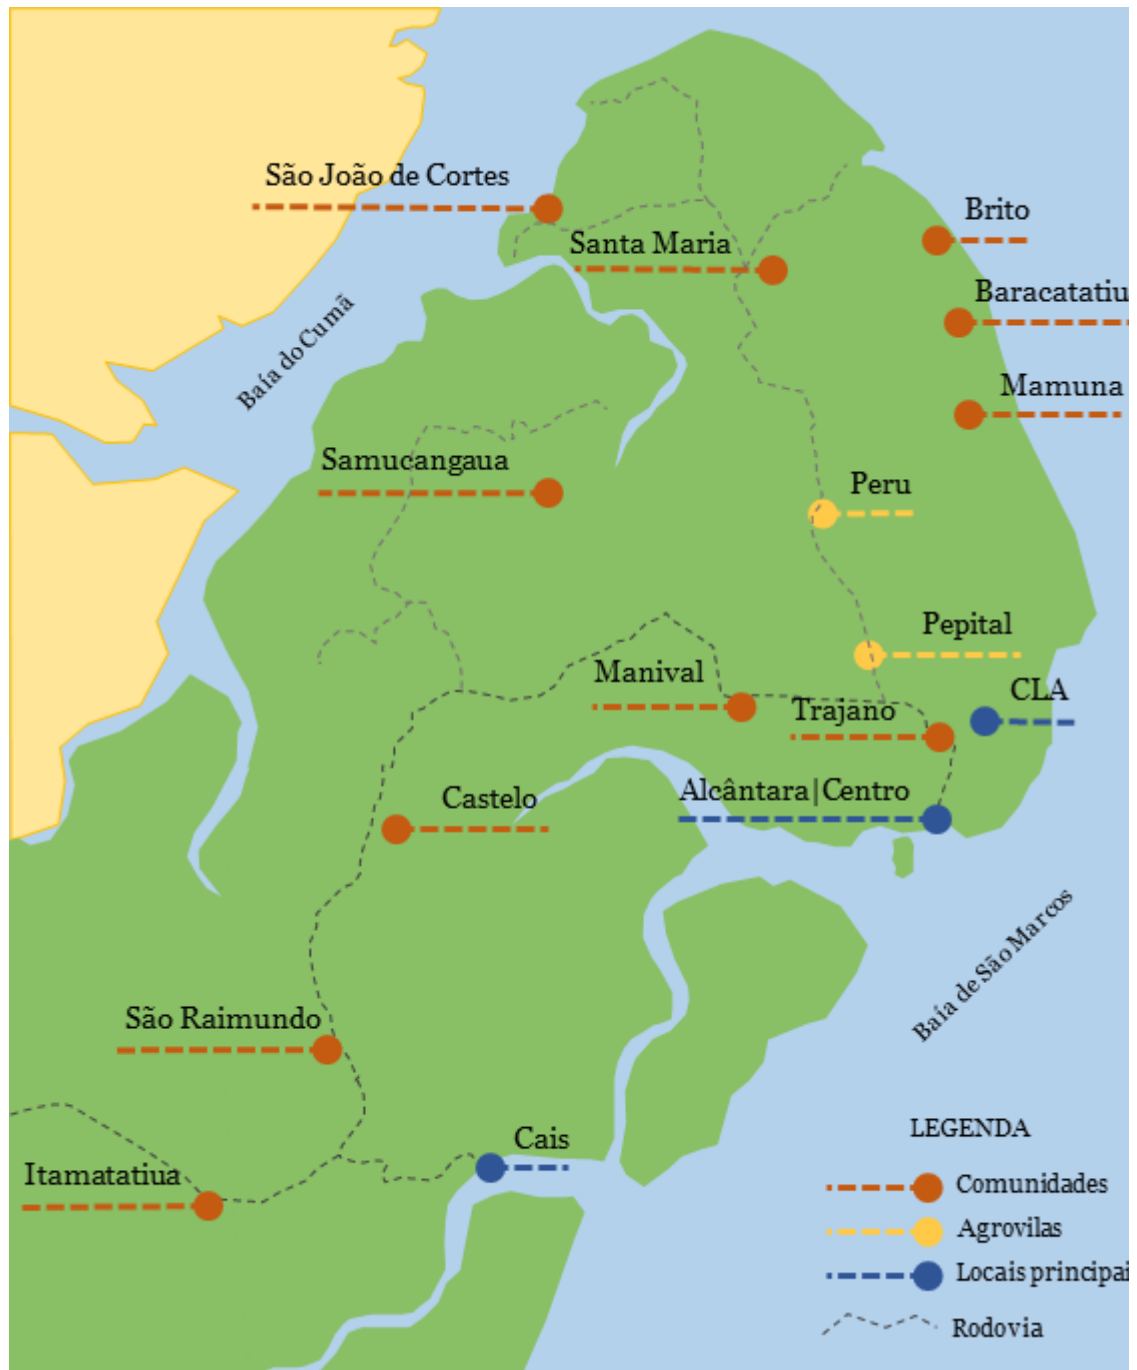 São João de Cortes
Brito
Santa Maria
Baracatatiu
Baía do Cumã
Mamuna
Samucangaua
Peru
Pepital
Manival
CLA
Trajano
Alcântara|Centro
Castelo
Baía de São Marcos
São Raimundo
Cais
Itamatatiua
LEGENDA
Comunidades
Agrovilas
Locais principai
Rodovia